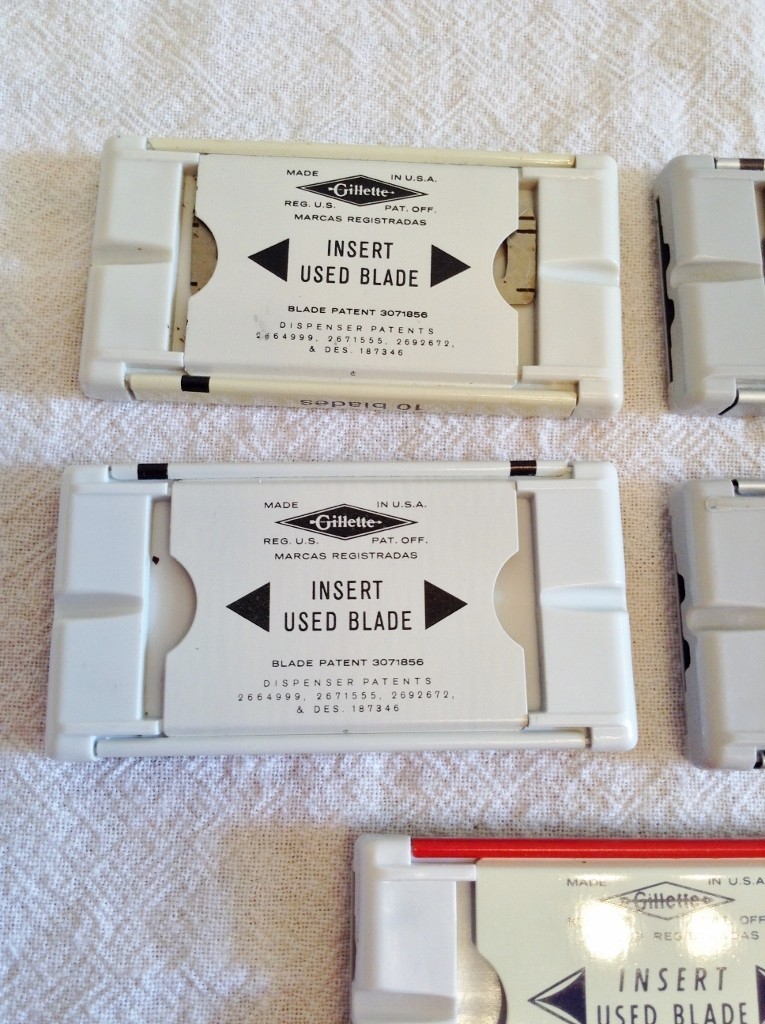 MADE IN U.S.A.
Gillette
REG. U.S. PAT. OFF.
MARCAS REGISTRADAS
INSERT
USED BLADE
BLADE PATENT 3071856
DISPENSER PATENTS
2664999, 2671555, 2692672,
& DES. 187346
10 blades
MADE IN U.S.A.
Gillette
REG. U.S. PAT. OFF.
MARCAS REGISTRADAS
INSERT
USED BLADE
BLADE PATENT 3071856
DISPENSER PATENTS
2664999, 2671555, 2692672,
& DES. 187346
MADE IN U.S.A.
Gillette
INSERT
USED BLADE